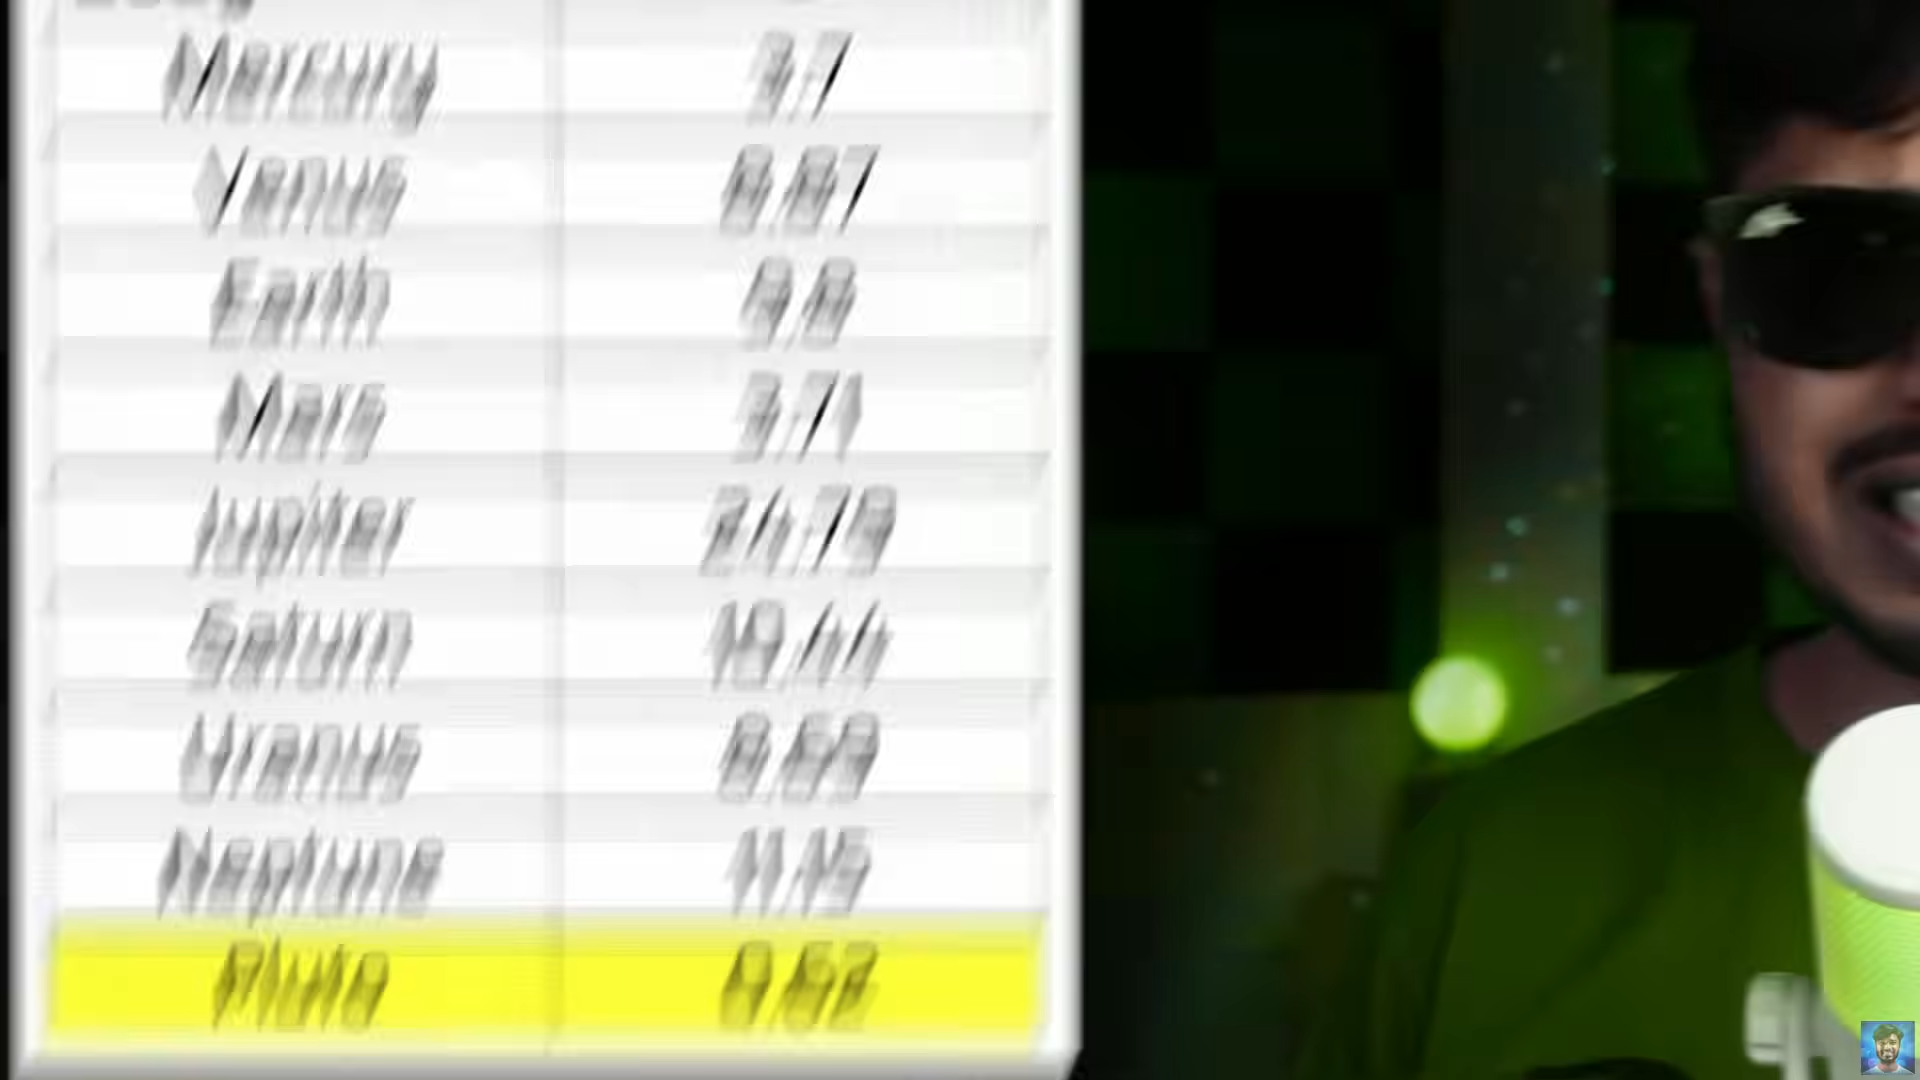 Mercury 3.7
Venus 8.87
Earth 9.8
Mars 3.71
Jupiter 24.79
Saturn 10.44
Uranus 8.69
Neptune 11.15
Pluto 0.62